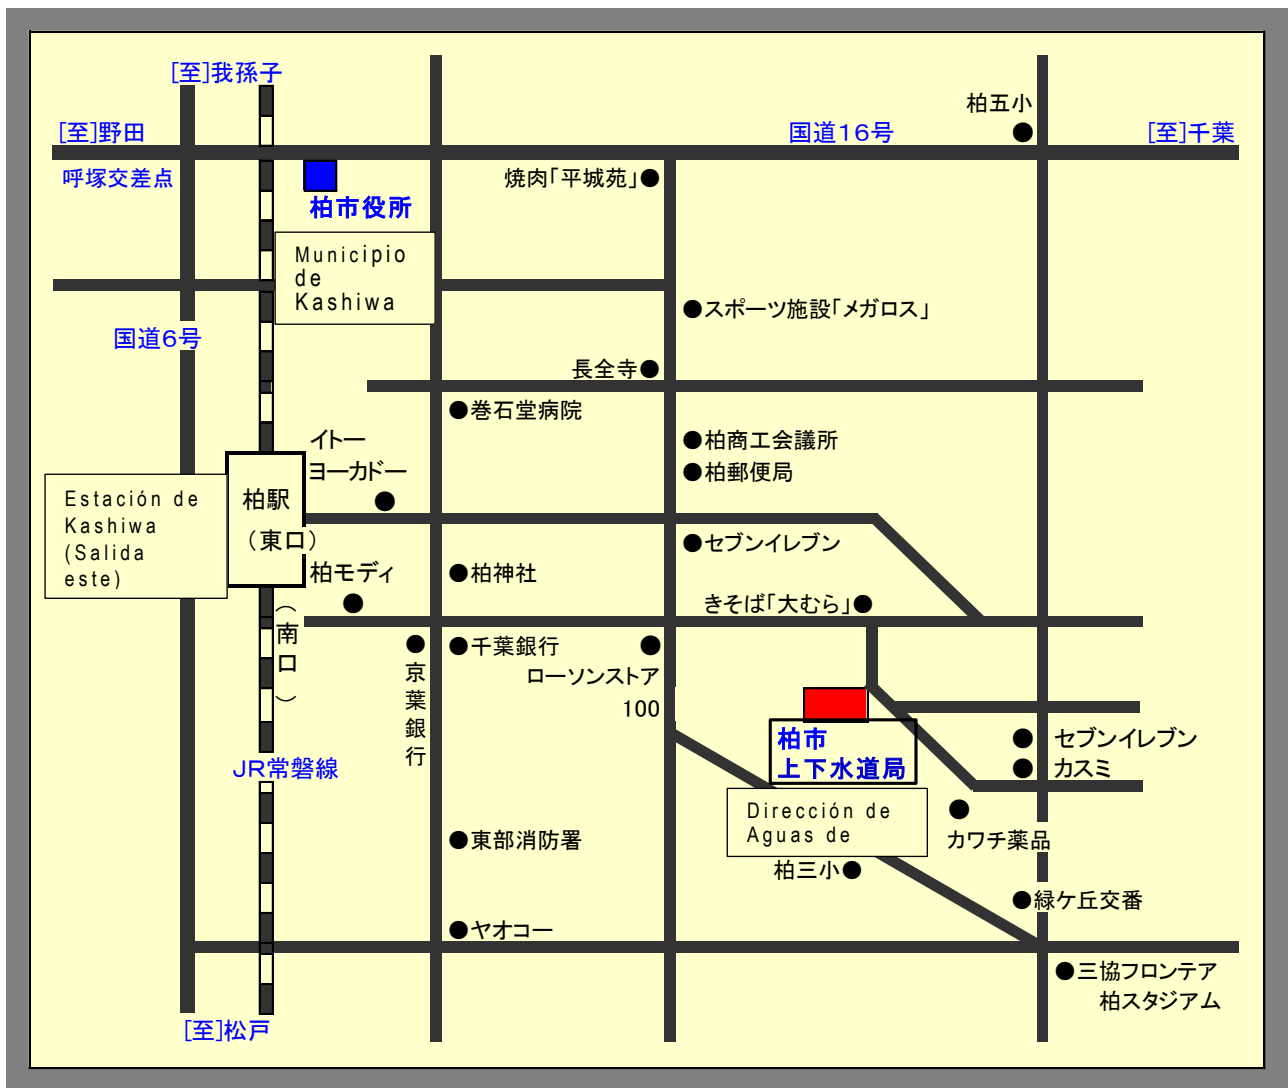 [至]我孫子
柏五小
[至]野田
国道16号
[至]千葉
呼塚交差点
焼肉「平城苑」
柏市役所
Municipio
de
Kashiwa
スポーツ施設「メガロス」
国道6号
長全寺
巻石堂病院
イトー
ヨーカドー
柏商工会議所
柏郵便局
Estación de
Kashiwa
(Salida
este)
柏駅
（東口）
セブンイレブン
柏モディ
柏神社
きそば「大むら」
（南口）
京葉銀行
千葉銀行
ローソンストア
100
柏市
上下水道局
セブンイレブン
カスミ
JR常磐線
Dirección de
Aguas de
カワチ薬品
東部消防署
柏三小
緑ケ丘交番
ヤオコー
三協フロンテア
柏スタジアム
[至]松戸